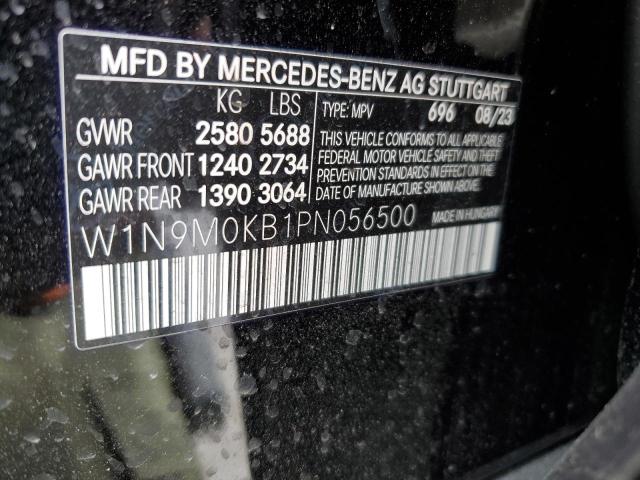 MFD BY MERCEDES-BENZ AG STUTTGART
KG LBS TYPE: MPV 696 08/23
GVWR 2580 5688
GAWR FRONT 1240 2734
GAWR REAR 1390 3064
THIS VEHICLE CONFORMS TO ALL APPLICABLE
FEDERAL MOTOR VEHICLE SAFETY AND THEFT
PREVENTION STANDARDS IN EFFECT ON THE
DATE OF MANUFACTURE SHOWN ABOVE.
W1N9M0KB1PN056500 MADE IN HUNGARY